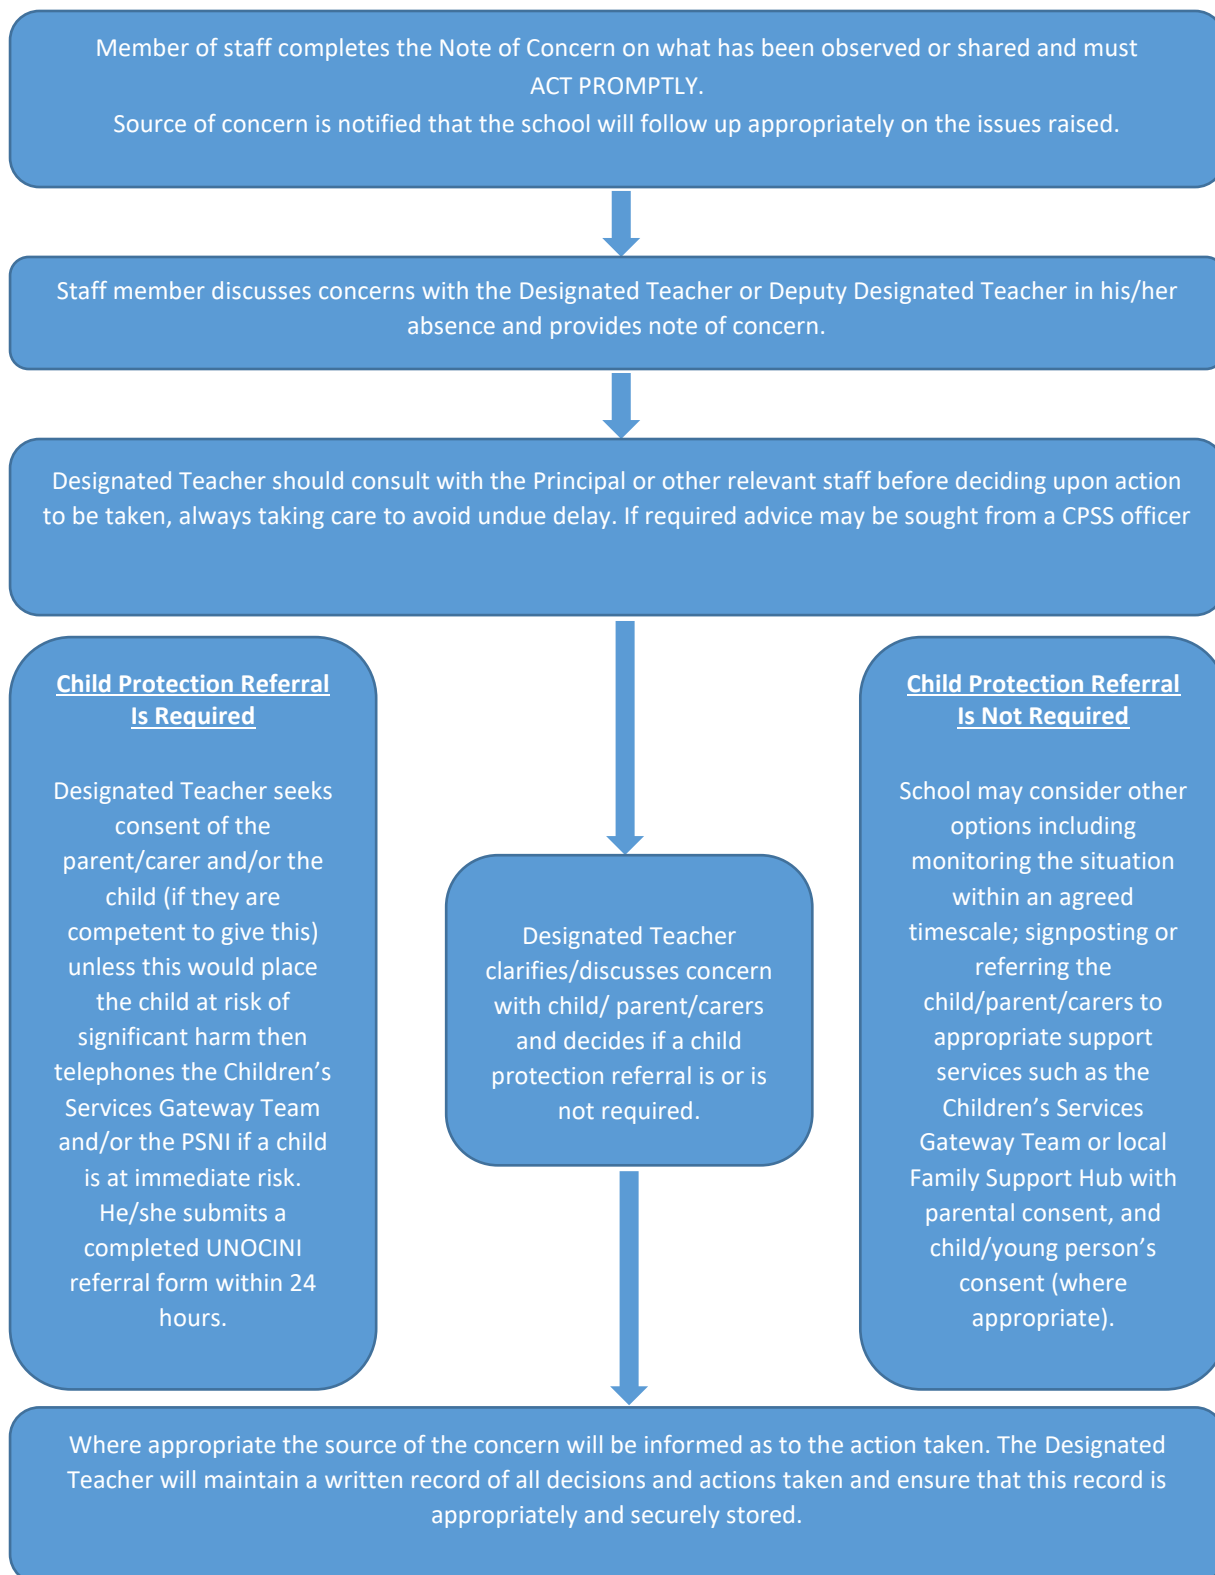 Member of staff completes the Note of Concern on what has been observed or shared and must
ACT PROMPTLY.
Source of concern is notified that the school will follow up appropriately on the issues raised.
Staff member discusses concerns with the Designated Teacher or Deputy Designated Teacher in his/her
absence and provides note of concern.
Designated Teacher should consult with the Principal or other relevant staff before deciding upon action
to be taken, always taking care to avoid undue delay. If required advice may be sought from a CPSS officer
Child Protection Referral
Is Required
Designated Teacher seeks
consent of the
parent/carer and/or the
child (if they are
competent to give this)
unless this would place
the child at risk of
significant harm then
telephones the Children’s
Services Gateway Team
and/or the PSNI if a child
is at immediate risk.
He/she submits a
completed UNOCINI
referral form within 24
hours.
Designated Teacher
clarifies/discusses concern
with child/ parent/carers
and decides if a child
protection referral is or is
not required.
Child Protection Referral
Is Not Required
School may consider other
options including
monitoring the situation
within an agreed
timescale; signposting or
referring the
child/parent/carers to
appropriate support
services such as the
Children’s Services
Gateway Team or local
Family Support Hub with
parental consent, and
child/young person’s
consent (where
appropriate).
Where appropriate the source of the concern will be informed as to the action taken. The Designated
Teacher will maintain a written record of all decisions and actions taken and ensure that this record is
appropriately and securely stored.